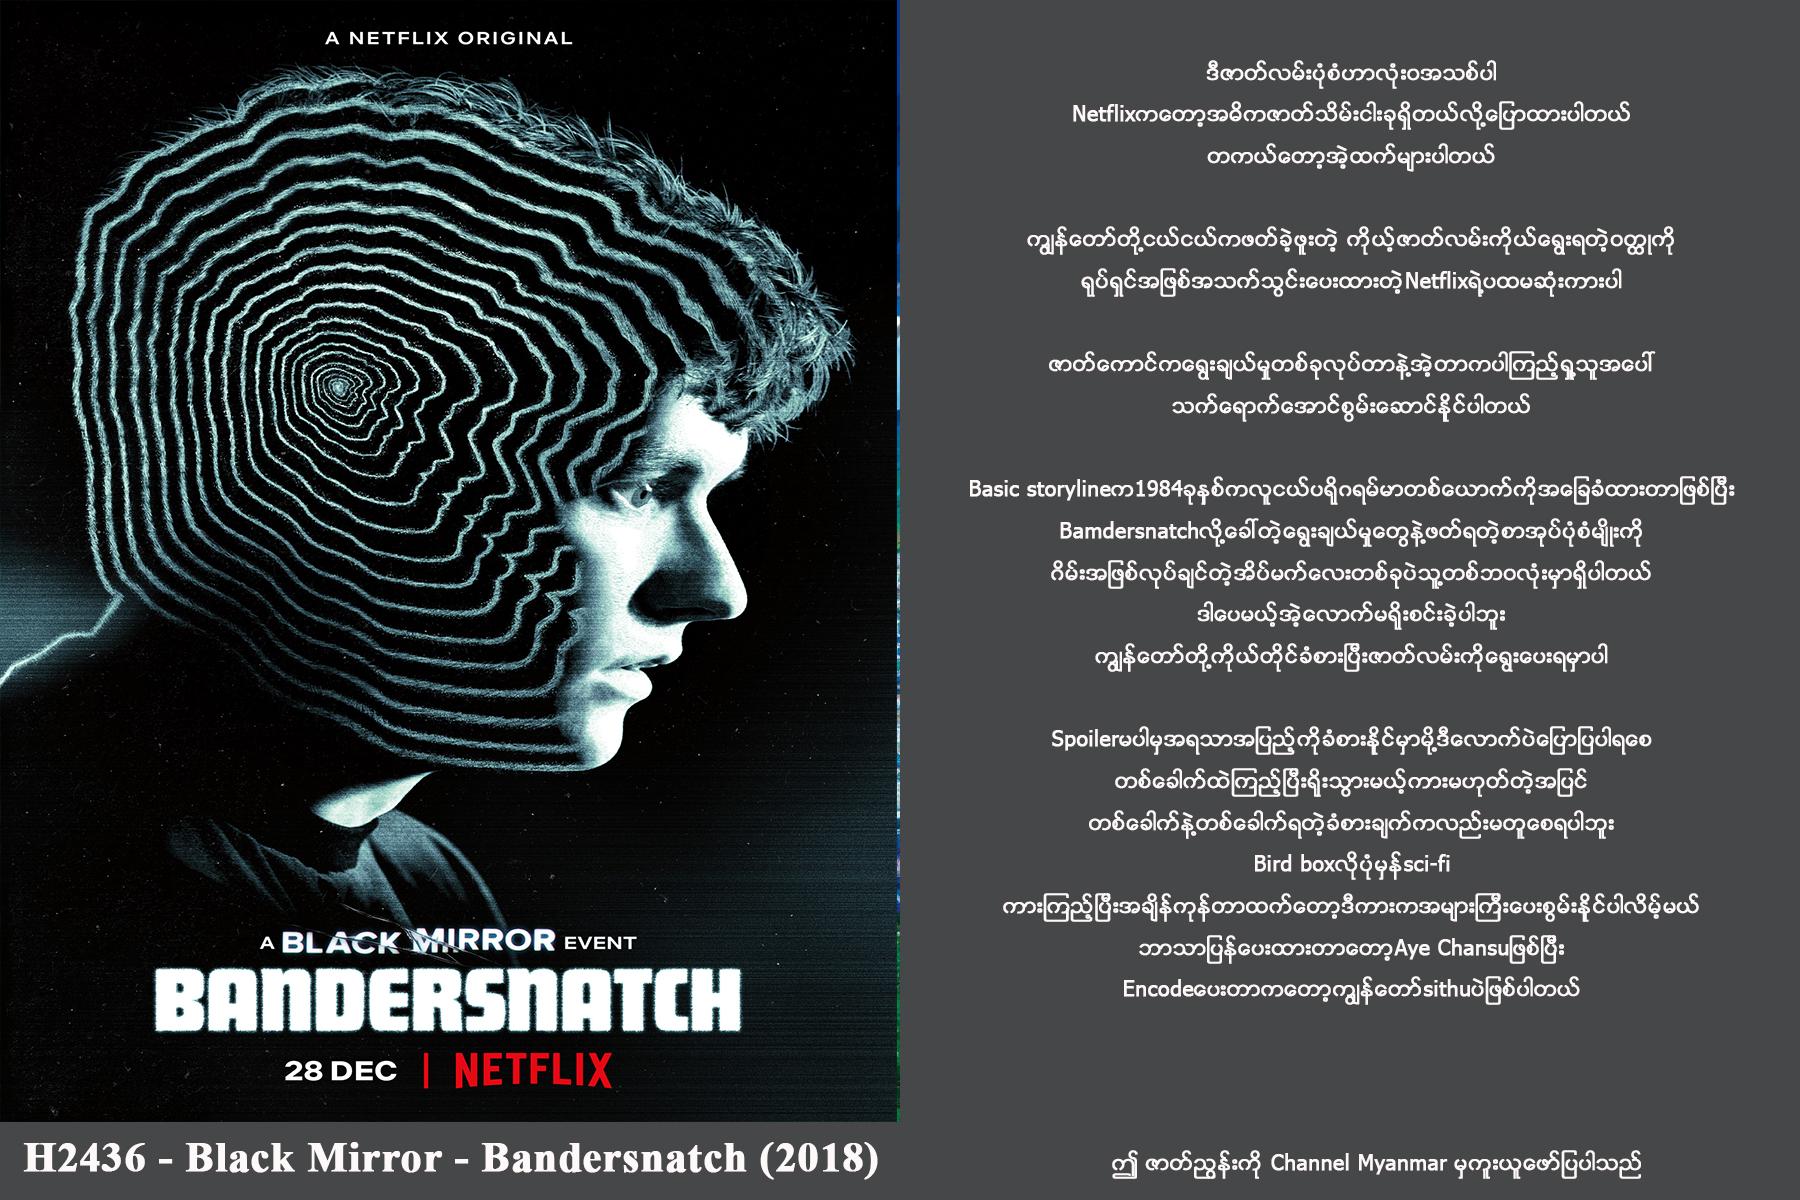 A NETFLIX ORIGINAL
A BLACK MIRROR EVENT
BANDERSNATCH
28 DEC | NETFLIX
H2436 - Black Mirror - Bandersnatch (2018)
ဒီဇာတ်လမ်းပုံစံဟာလုံးဝအသစ်ပါ
Netflixကတော့အဓိကဇာတ်သိမ်းငါးခုရှိတယ်လို့ပြောထားပါတယ်
တကယ်တော့အဲ့ထက်များပါတယ်
ကျွန်တော်တို့ငယ်ငယ်ကဖတ်ခဲ့ဖူးတဲ့ ကိုယ့်ဇာတ်လမ်းကိုယ်ရွေးရတဲ့ဝတ္ထုကို
ရုပ်ရှင်အဖြစ်အသက်သွင်းပေးထားတဲ့Netflixရဲ့ပထမဆုံးကားပါ
ဇာတ်ကောင်ကရွေးချယ်မှုတစ်ခုလုပ်တာနဲ့အဲ့တာကပါကြည့်ရှုသူအပေါ်
သက်ရောက်အောင်စွမ်းဆောင်နိုင်ပါတယ်
Basic storylineက1984ခုနှစ်ကလူငယ်ပရိုဂရမ်မာတစ်ယောက်ကိုအခြေခံထားတာဖြစ်ပြီး
Bamdersnatchလို့ခေါ်တဲ့ရွေးချယ်မှုတွေနဲ့ဖတ်ရတဲ့စာအုပ်ပုံစံမျိုးကို
ဂိမ်းအဖြစ်လုပ်ချင်တဲ့အိပ်မက်လေးတစ်ခုပဲသူ့တစ်ဘဝလုံးမှာရှိပါတယ်
ဒါပေမယ့်အဲ့လောက်မရိုးစင်းခဲ့ပါဘူး
ကျွန်တော်တို့ကိုယ်တိုင်ခံစားပြီးဇာတ်လမ်းကိုရွေးပေးရမှာပါ
Spoilerမပါမှအရသာအပြည့်ကိုခံစားနိုင်မှာမို့ဒီလောက်ပဲပြောပြပါရစေ
တစ်ခေါက်ထဲကြည့်ပြီးရိုးသွားမယ့်ကားမဟုတ်တဲ့အပြင်
တစ်ခေါက်နဲ့တစ်ခေါက်ရတဲ့ခံစားချက်ကလည်းမတူစေရပါဘူး
Bird boxလိုပုံမှန်sci-fi
ကားကြည့်ပြီးအချိန်ကုန်တာထက်တော့ဒီကားကအများကြီးပေးစွမ်းနိုင်ပါလိမ့်မယ်
ဘာသာပြန်ပေးထားတာတော့Aye Chansuဖြစ်ပြီး
Encodeပေးတာကတော့ကျွန်တော်sithuပဲဖြစ်ပါတယ်
ဤ ဇာတ်ညွှန်းကို Channel Myanmar မှကူးယူဖော်ပြပါသည်